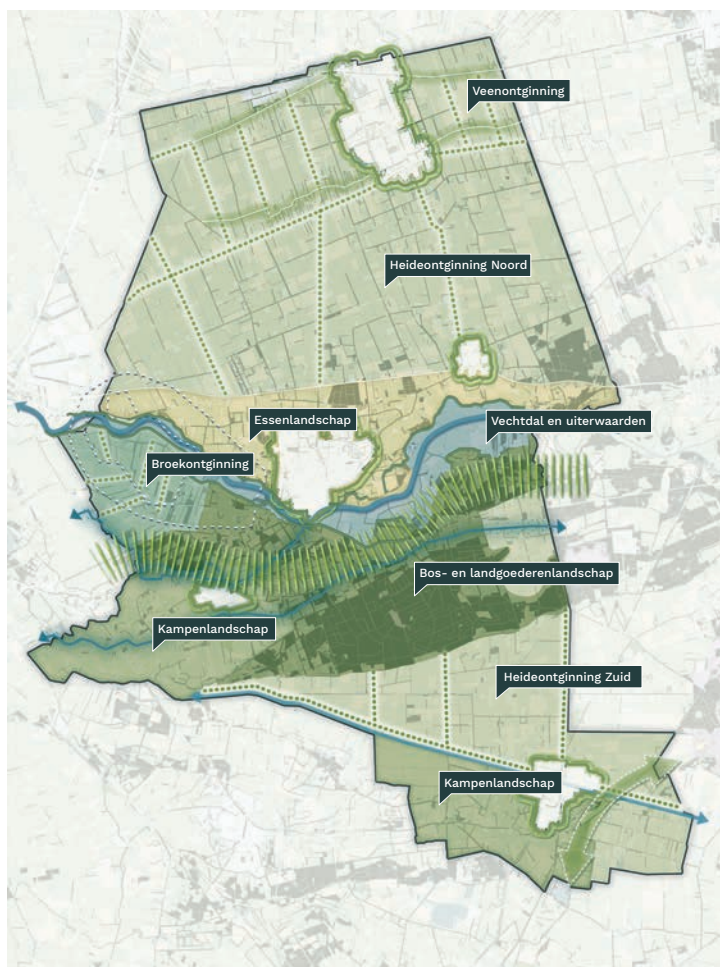 Veenontginning
Heideontginning Noord
Essenlandschap
Vechtdal en uiterwaarden
Broekontginning
Bos- en landgoederenlandschap
Kampenlandschap
Heideontginning Zuid
Kampenlandschap